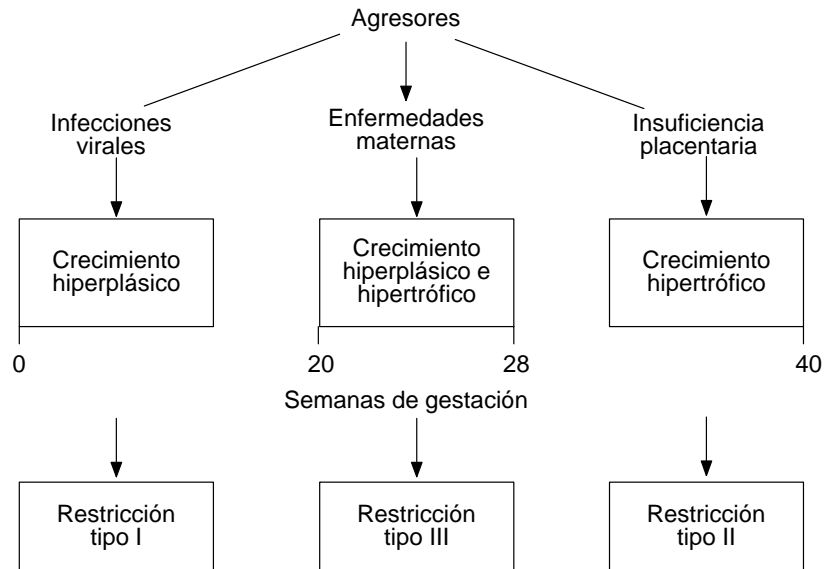 Agresores
Infecciones
virales
Enfermedades
maternas
Insuficiencia
placentaria
Crecimiento
hiperplásico
Crecimiento
hiperplásico e
hipertrófico
Crecimiento
hipertrófico
0
20
28
40
Semanas de gestación
Restricción
tipo I
Restricción
tipo III
Restricción
tipo II